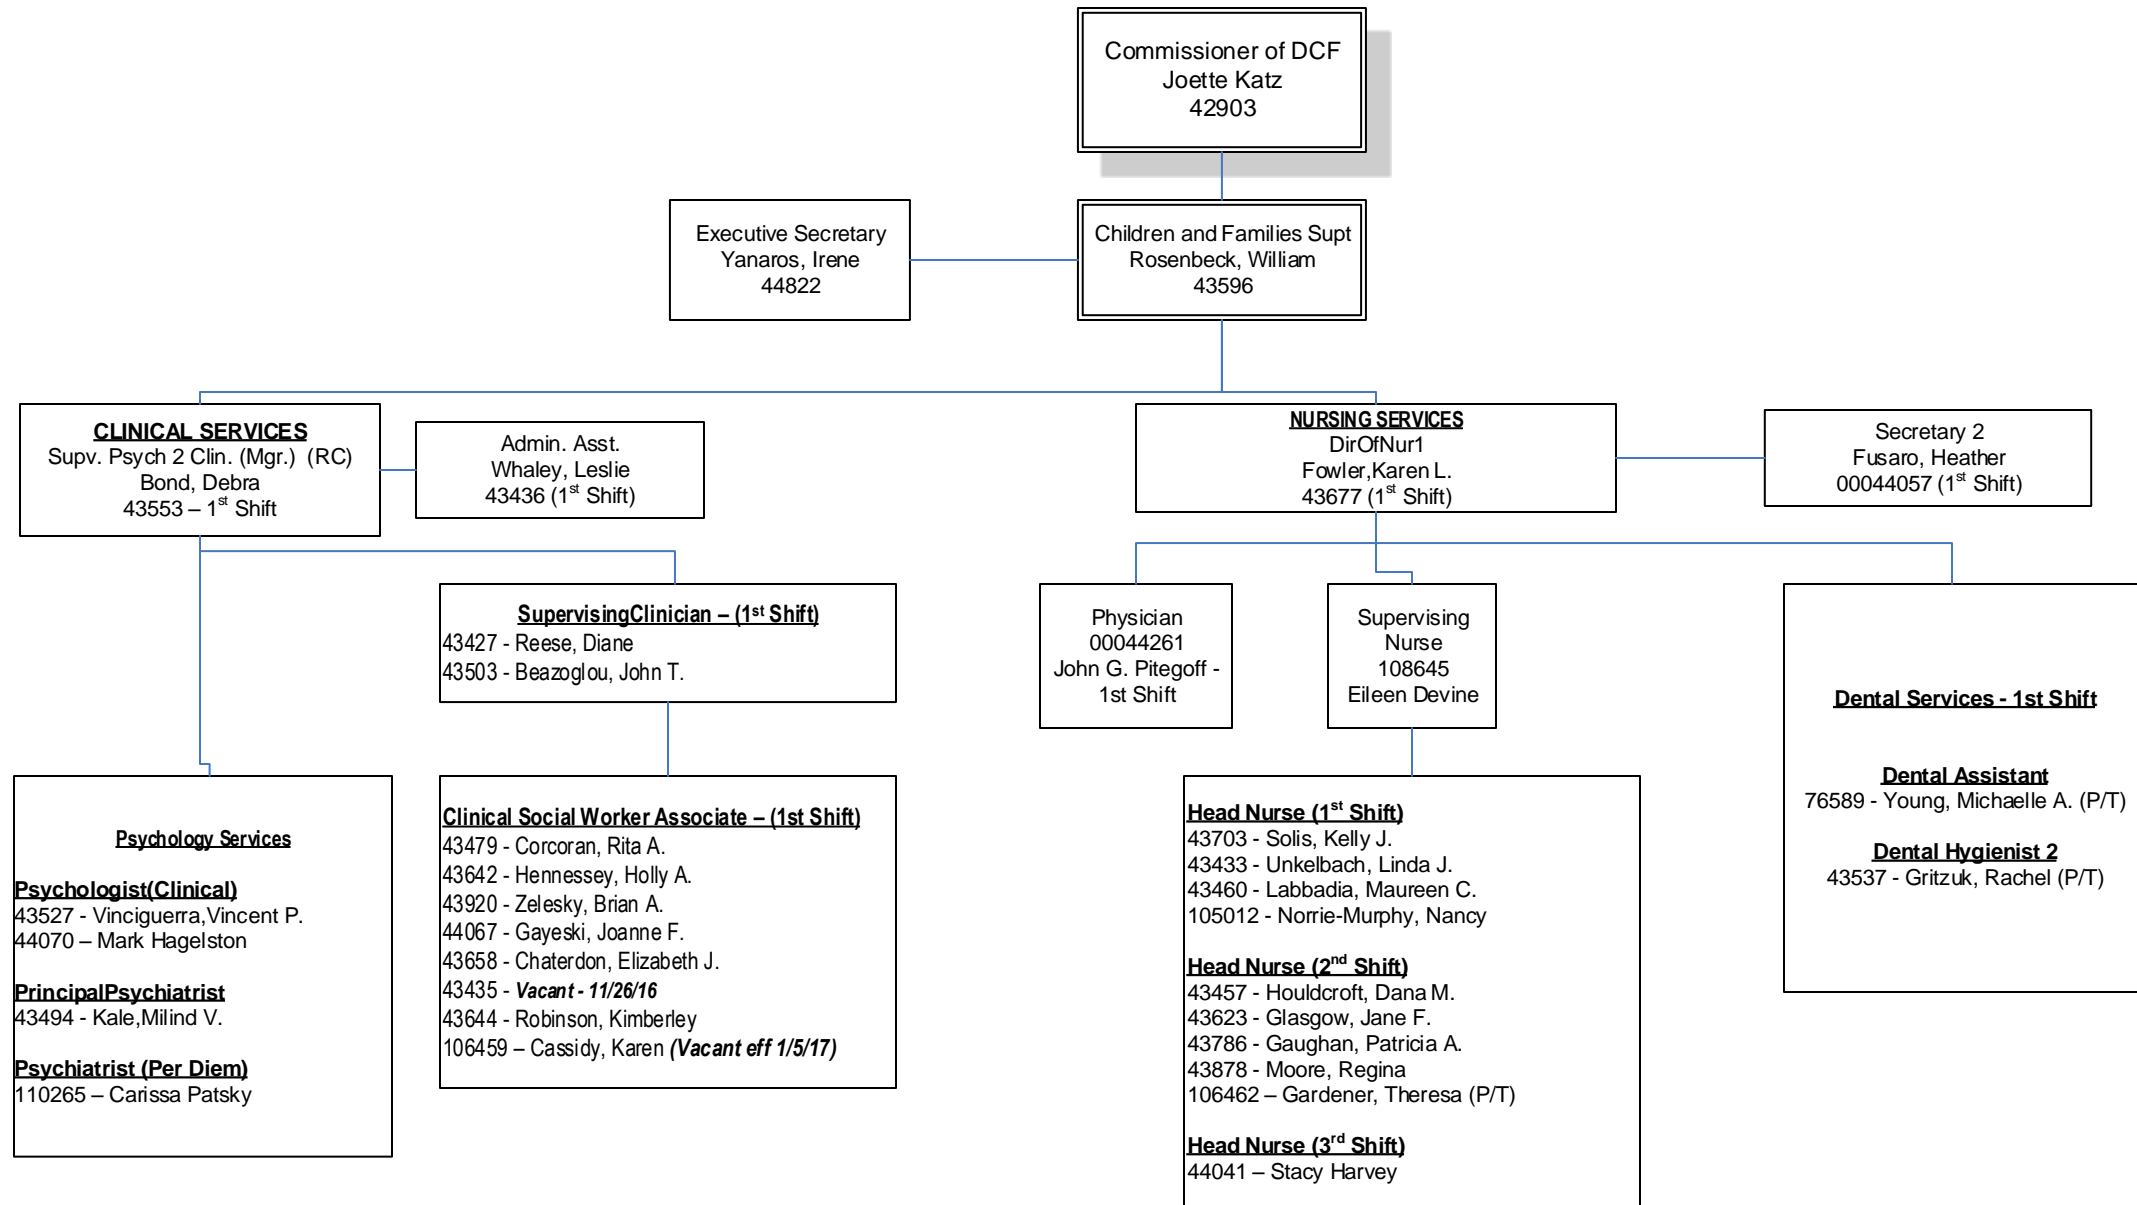 Commissioner of DCF
Joette Katz
42903
Executive Secretary
Yanaros, Irene
44822
Children and Families Supt
Rosenbeck, William
43596
CLINICAL SERVICES
Supv. Psych 2 Clin. (Mgr.) (RC)
Bond, Debra
43553 – 1st Shift
Admin. Asst.
Whaley, Leslie
43436 (1st Shift)
NURSING SERVICES
DirOfNur1
Fowler,Karen L.
43677 (1st Shift)
Secretary 2
Fusaro, Heather
00044057 (1st Shift)
SupervisingClinician – (1st Shift)
43427 - Reese, Diane
43503 - Beazoglou, John T.
Physician
00044261
John G. Pitegoff -
1st Shift
Supervising
Nurse
108645
Eileen Devine
Dental Services - 1st Shift
Dental Assistant
76589 - Young, Michaelle A. (P/T)
Dental Hygienist 2
43537 - Gritzuk, Rachel (P/T)
Psychology Services
Psychologist(Clinical)
43527 - Vinciguerra,Vincent P.
44070 – Mark Hagelston
PrincipalPsychiatrist
43494 - Kale,Milind V.
Psychiatrist (Per Diem)
110265 – Carissa Patsky
Clinical Social Worker Associate – (1st Shift)
43479 - Corcoran, Rita A.
43642 - Hennessey, Holly A.
43920 - Zelesky, Brian A.
44067 - Gayeski, Joanne F.
43658 - Chaterdon, Elizabeth J.
43435 - Vacant - 11/26/16
43644 - Robinson, Kimberley
106459 – Cassidy, Karen (Vacant eff 1/5/17)
Head Nurse (1st Shift)
43703 - Solis, Kelly J.
43433 - Unkelbach, Linda J.
43460 - Labbadia, Maureen C.
105012 - Norrie-Murphy, Nancy
Head Nurse (2nd Shift)
43457 - Houldcroft, Dana M.
43623 - Glasgow, Jane F.
43786 - Gaughan, Patricia A.
43878 - Moore, Regina
106462 – Gardener, Theresa (P/T)
Head Nurse (3rd Shift)
44041 – Stacy Harvey